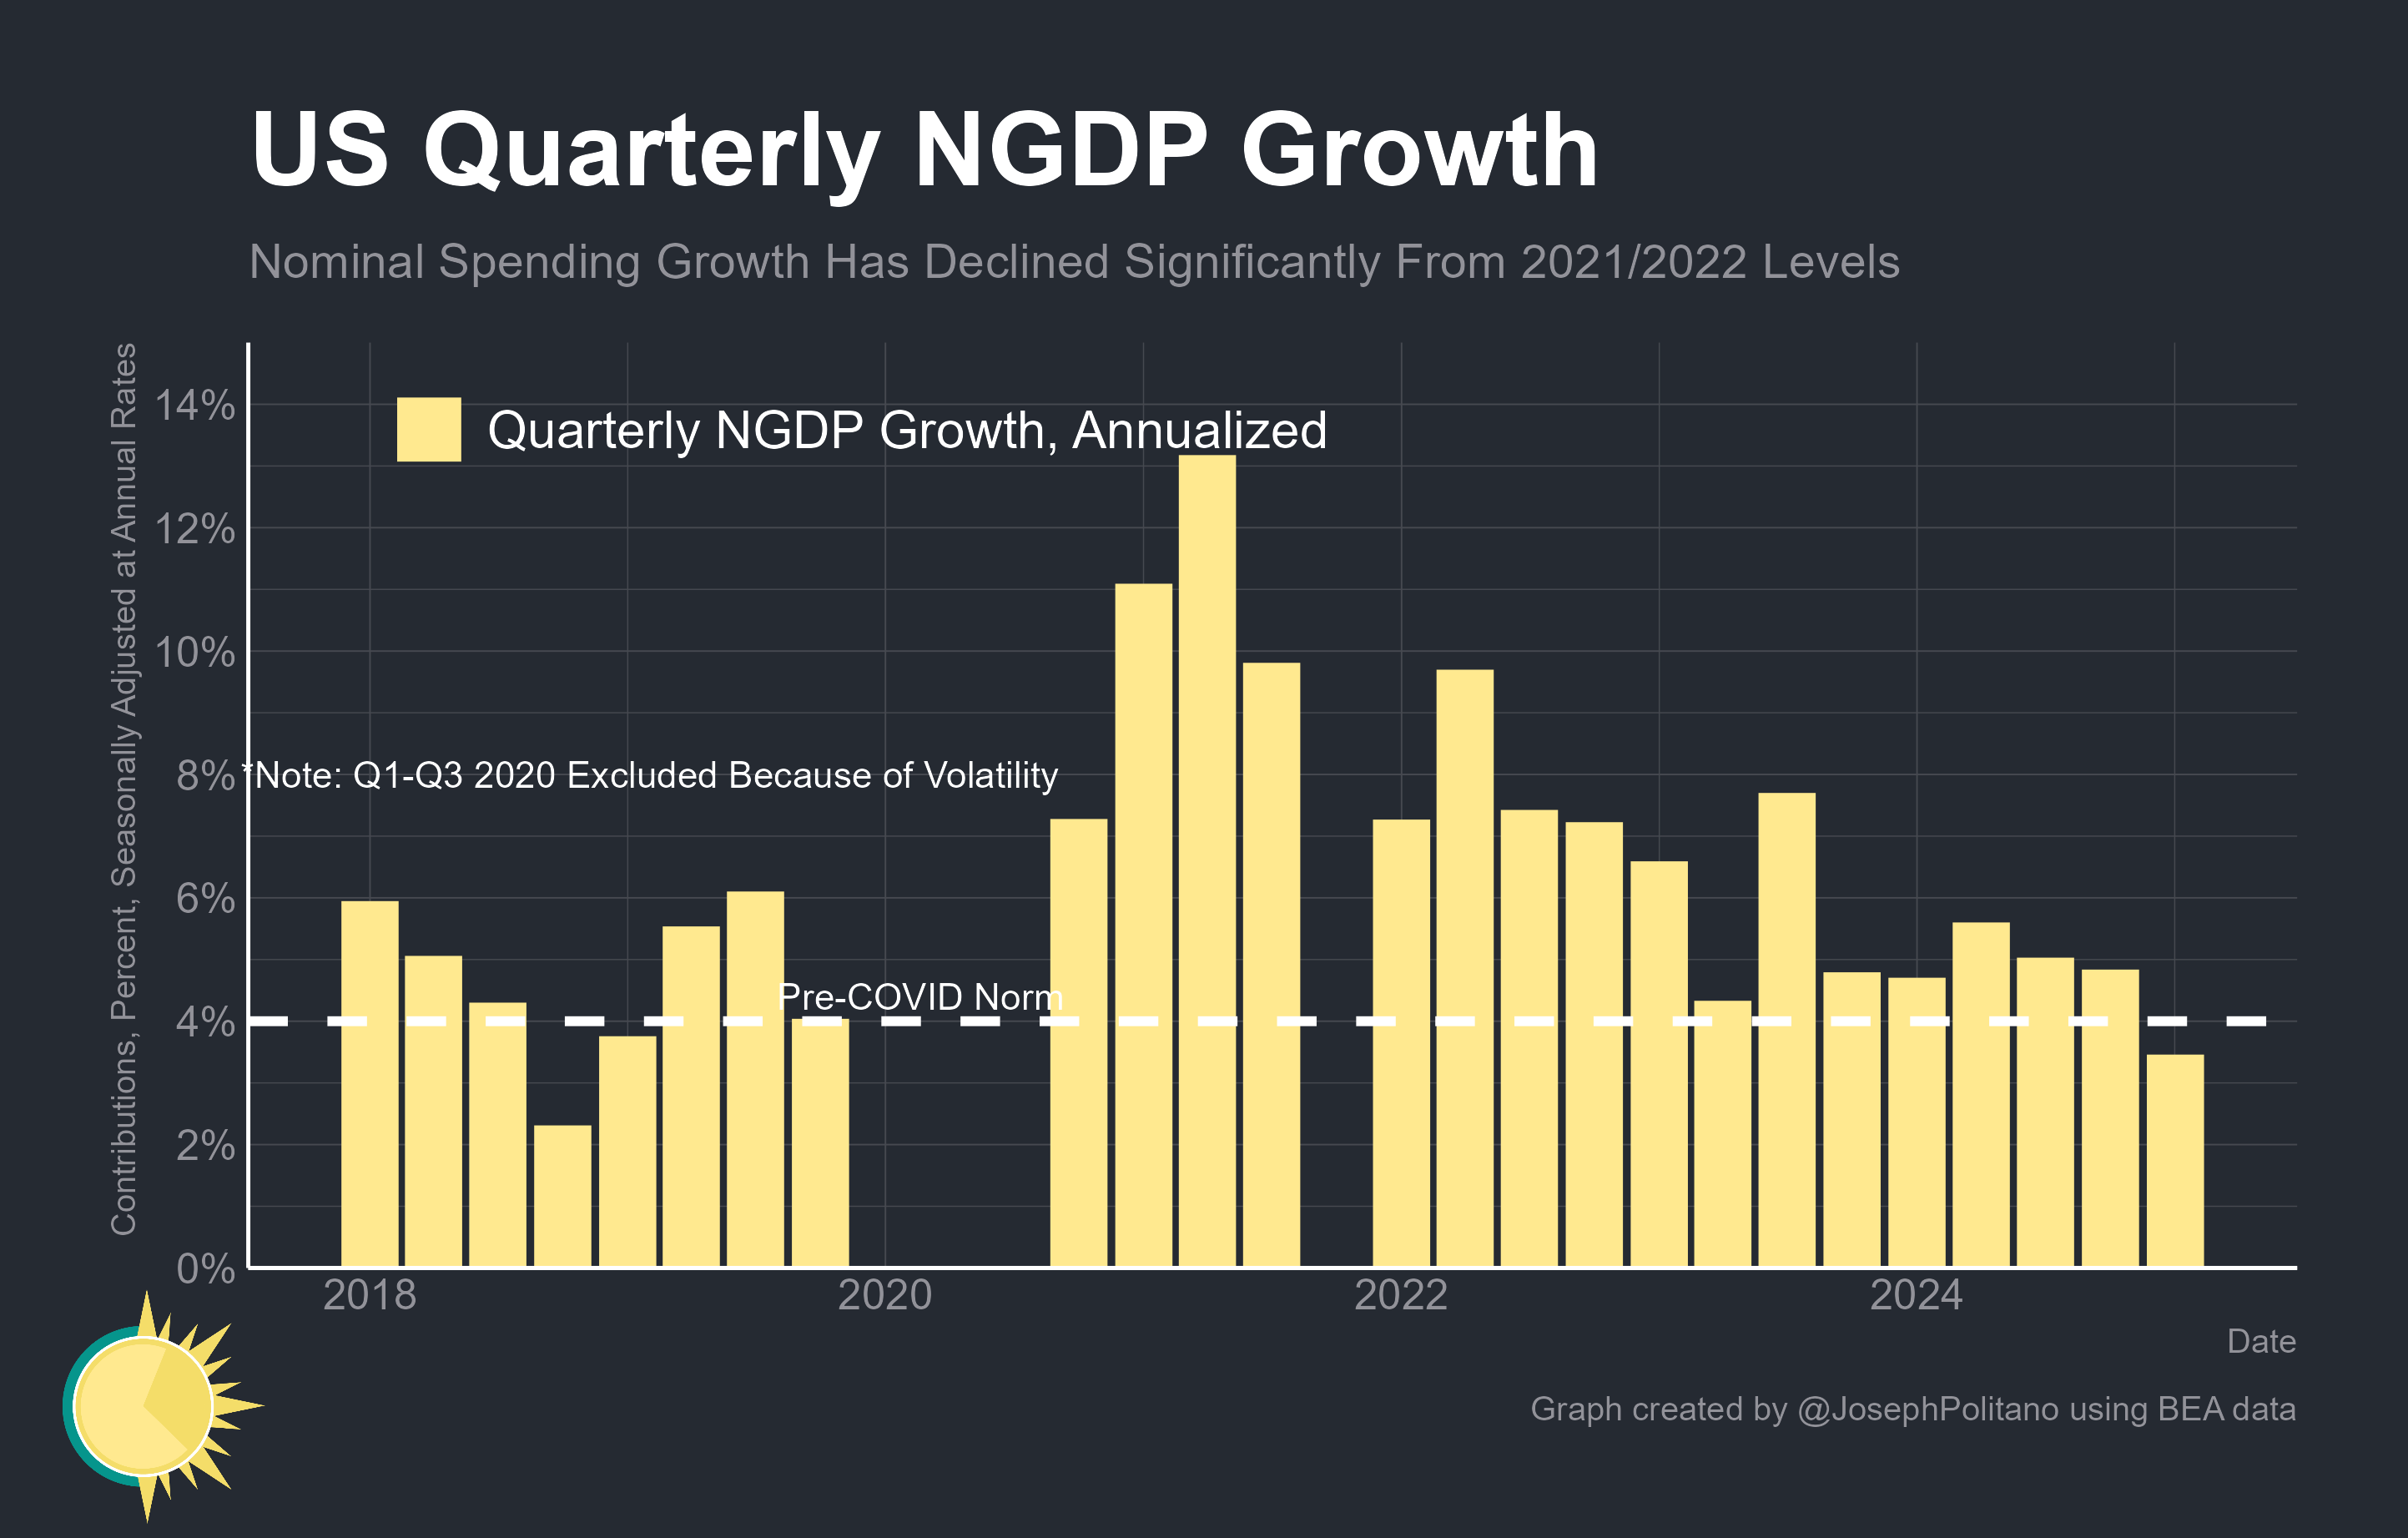 US Quarterly NGDP Growth
Nominal Spending Growth Has Declined Significantly From 2021/2022 Levels
Contributions, Percent, Seasonally Adjusted at Annual Rates
14%
Quarterly NGDP Growth, Annualized
12%
10%
8%
*Note: Q1-Q3 2020 Excluded Because of Volatility
6%
Pre-COVID Norm
4%
2%
0%
2018
2020
2022
2024
Date
Graph created by @JosephPolitano using BEA data